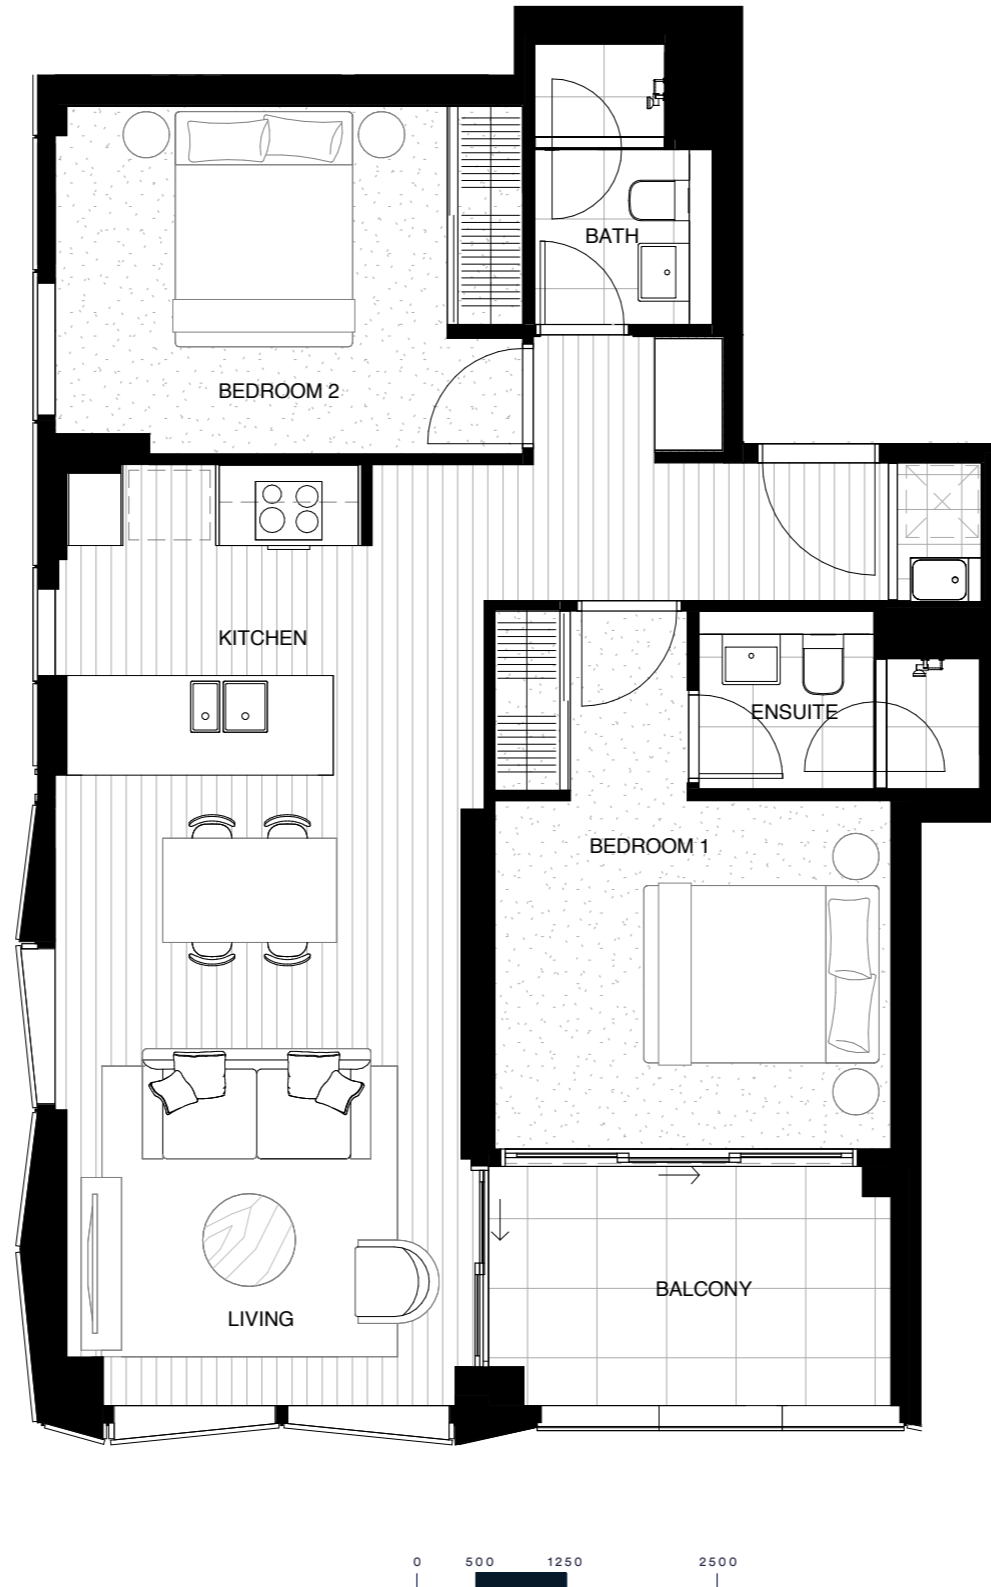 BATH
BEDROOM 2
KITCHEN
ENSUITE
BEDROOM 1
BALCONY
LIVING
0 500 1250 2500